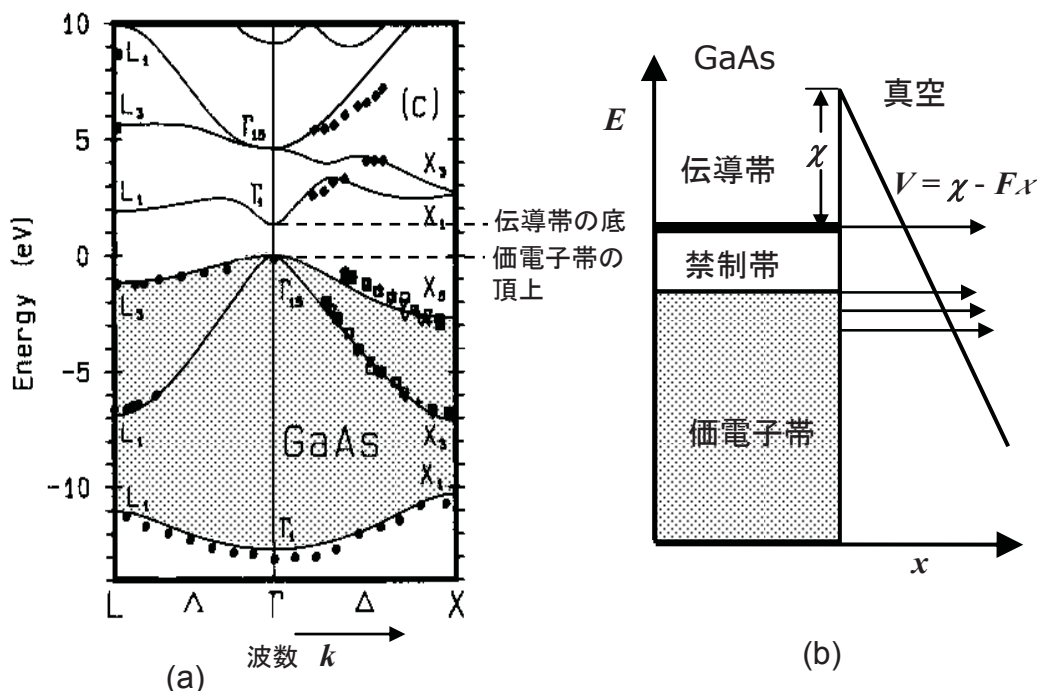 10
5
0
-5
-10
Energy (eV)
L₁
L₃
L₁
L₃
L₁
L₁
Γ₁₅
Γ₁
Γ₁₅
Γ₁
(c)
X₃
X₁
X₅
X₃
X₁
GaAs
L Λ Γ Δ X
波数 k
(a)
伝導帯の底
価電子帯の
頂上
GaAs
真空
E
χ
伝導帯
V = χ - Fx
禁制帯
価電子帯
x
(b)